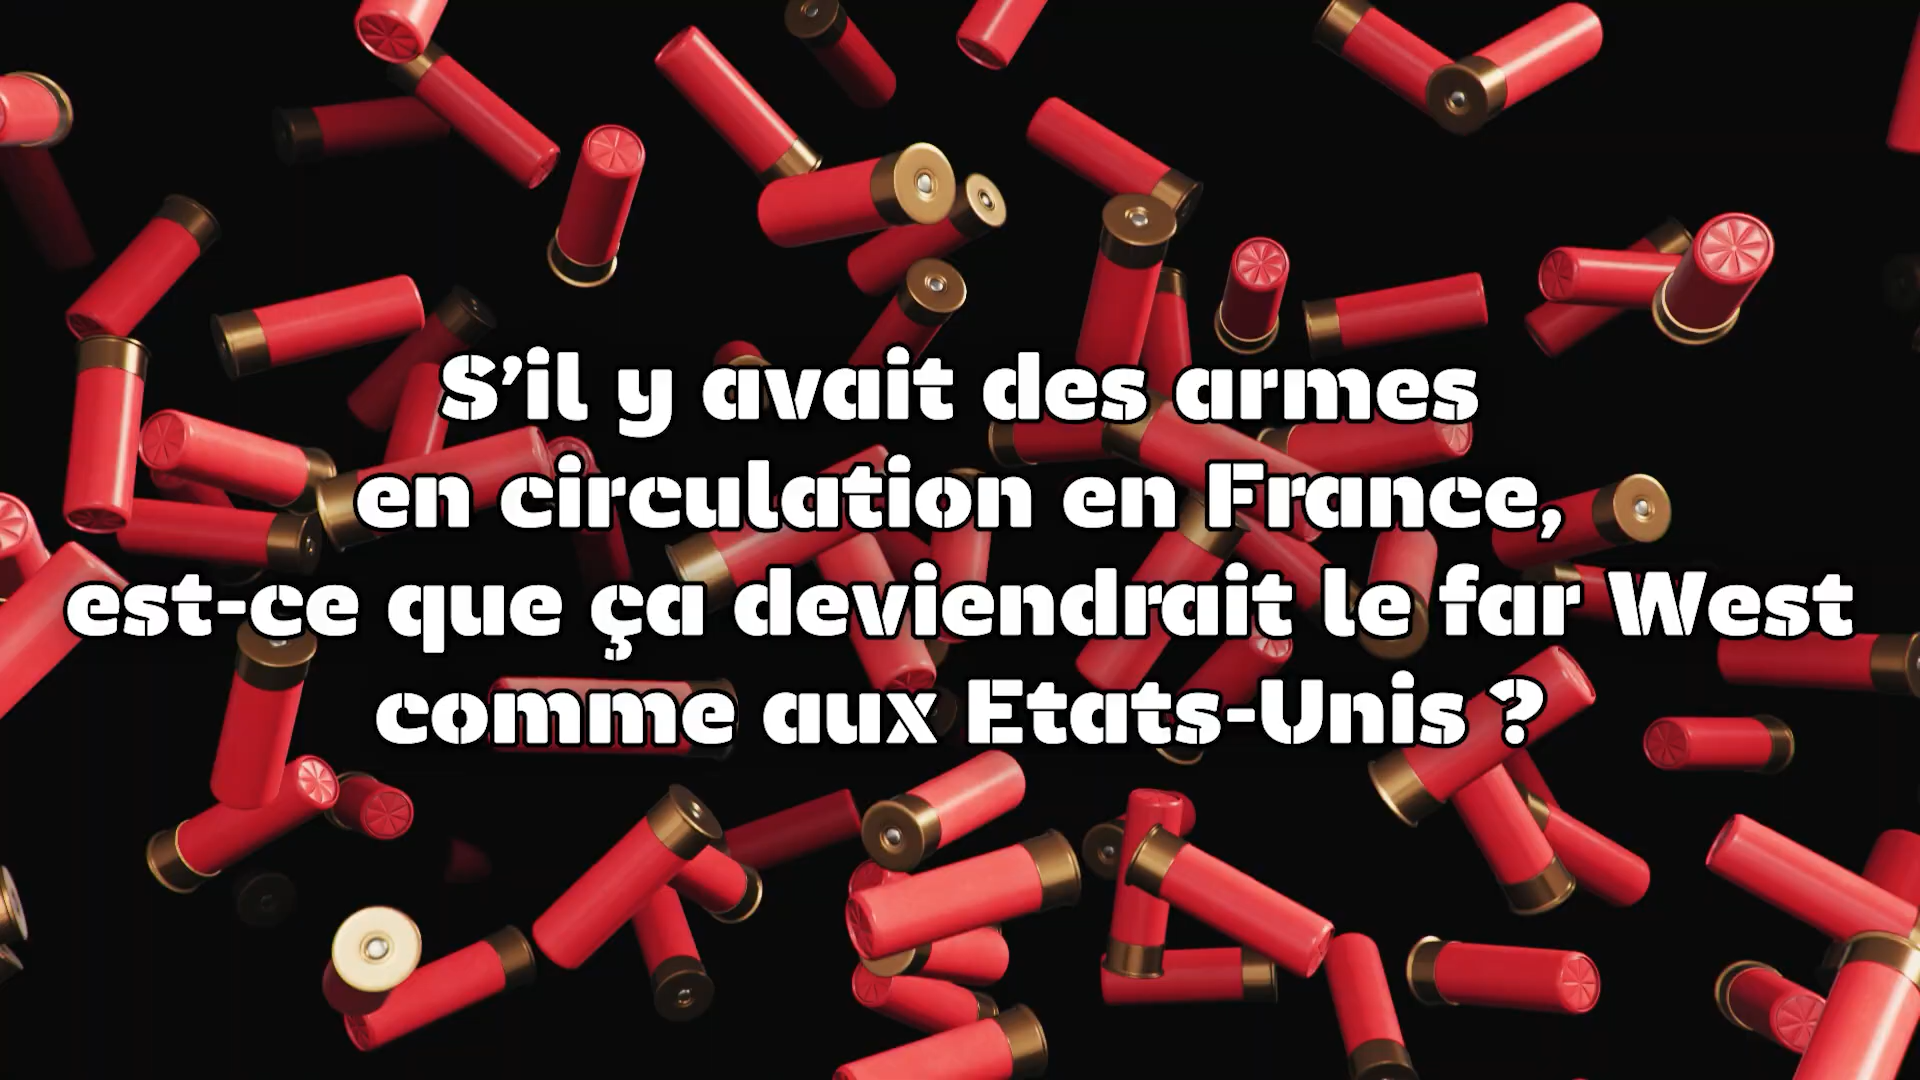 S’il y avait des armes
en circulation en France,
est-ce que ça deviendrait le far West
comme aux Etats-Unis ?